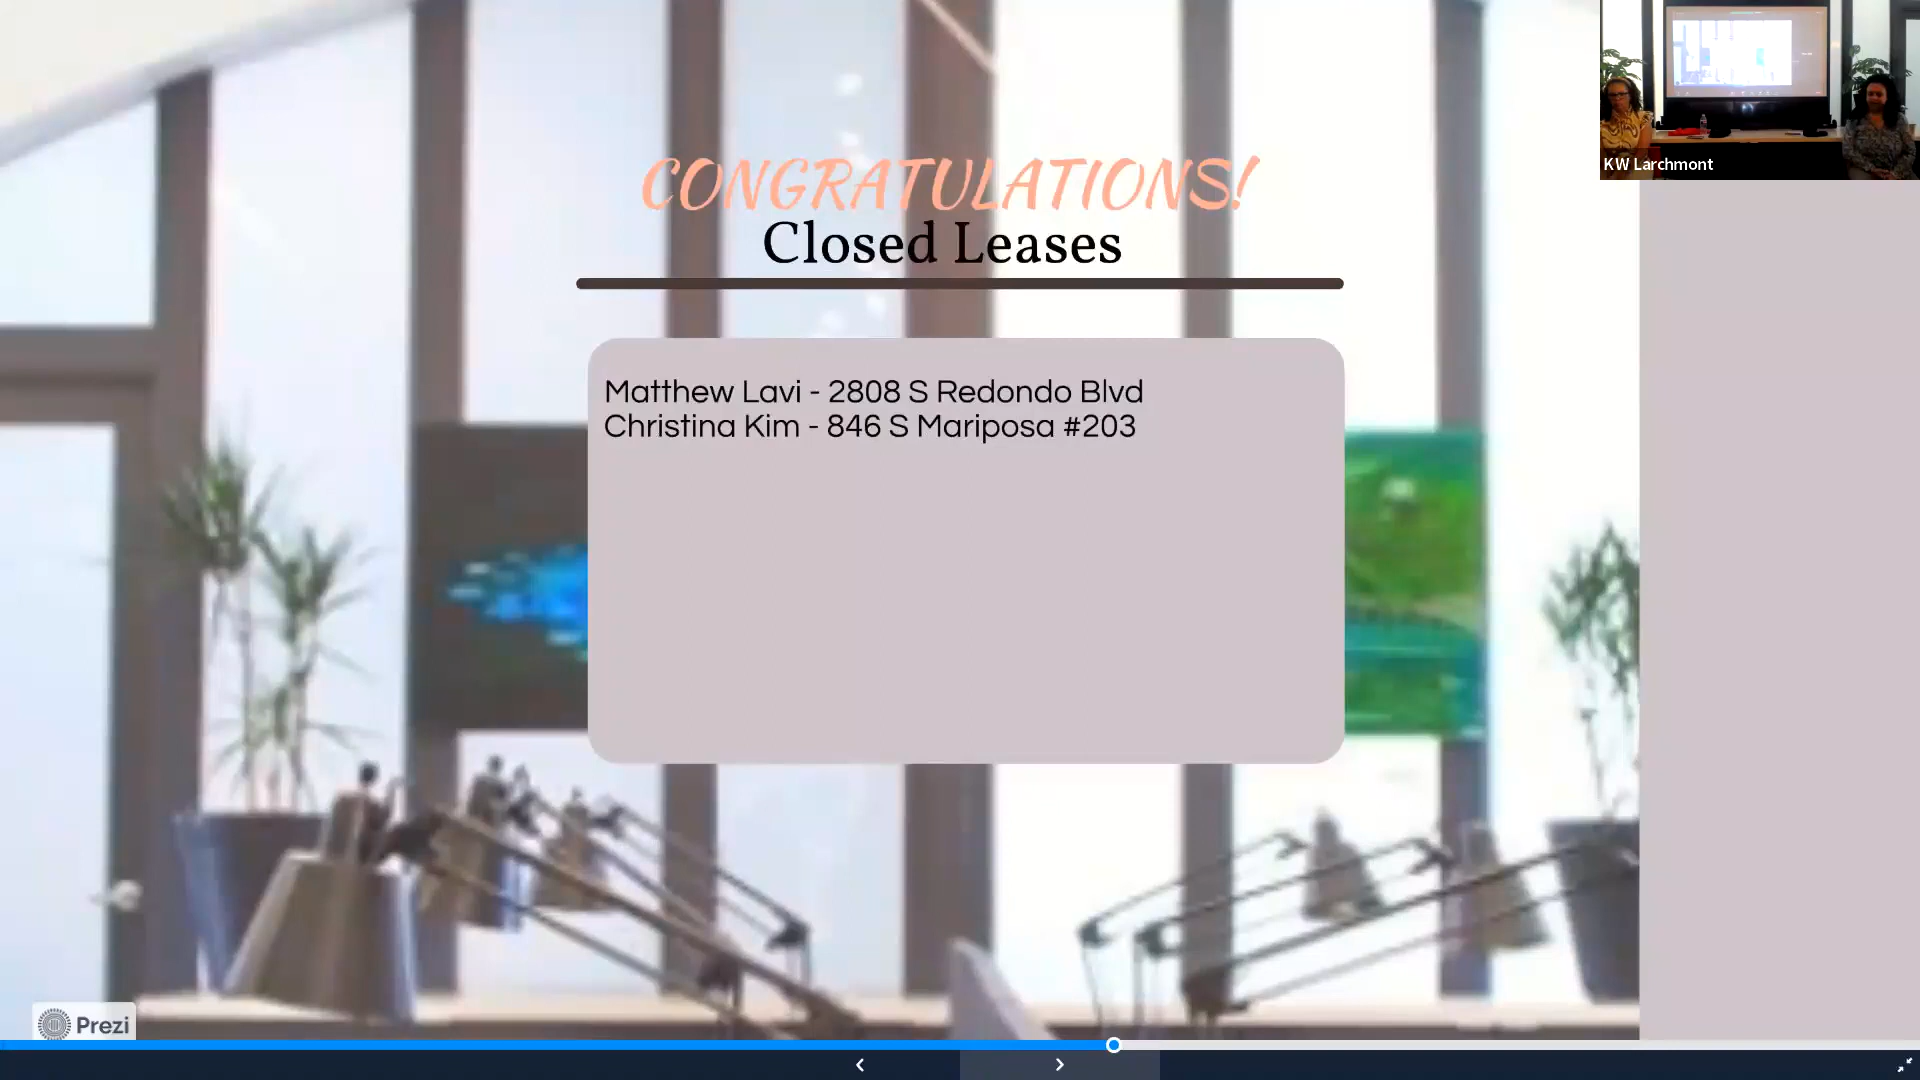 CONGRATULATIONS!
Closed Leases
Matthew Lavi - 2808 S Redondo Blvd
Christina Kim - 846 S Mariposa #203
KW Larchmont
Prezi